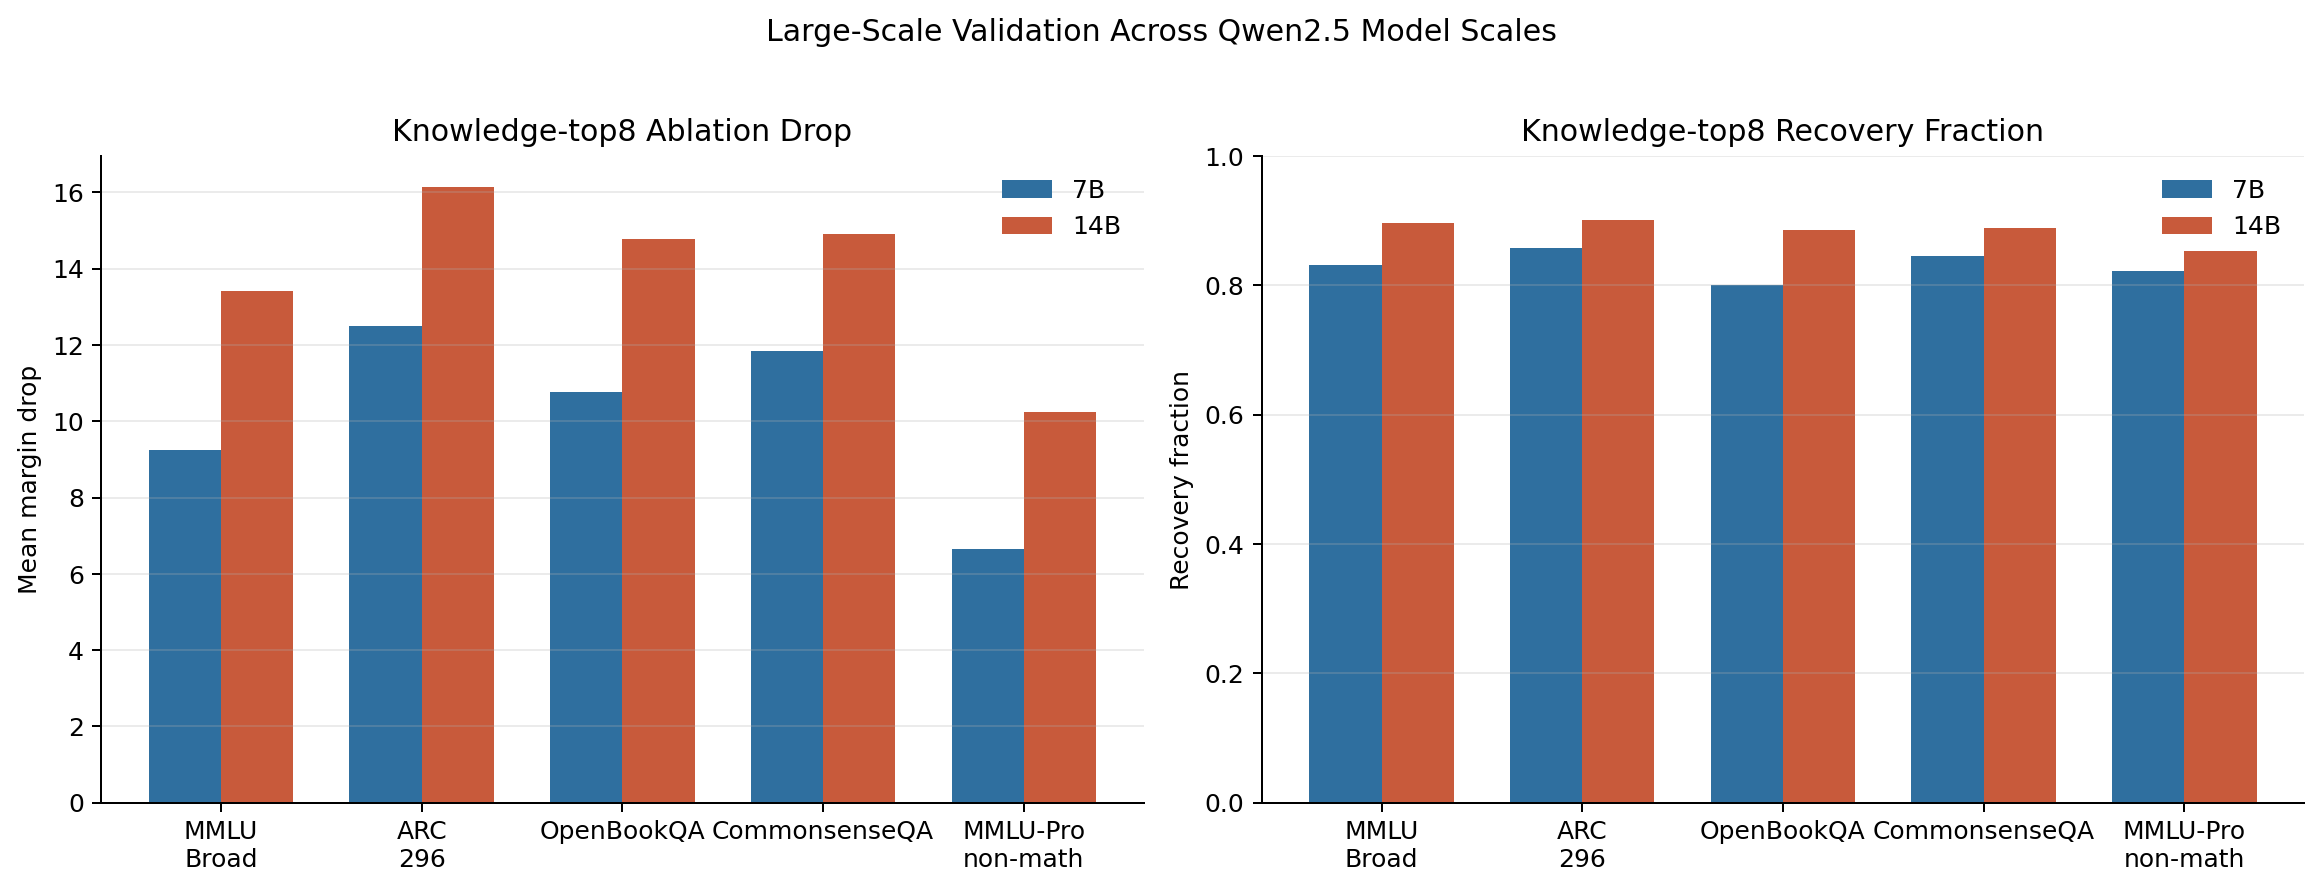 Large-Scale Validation Across Qwen2.5 Model Scales
Knowledge-top8 Ablation Drop
7B
14B
Mean margin drop
16
14
12
10
8
6
4
2
0
MMLU
Broad
ARC
296
OpenBookQA
CommonsenseQA
MMLU-Pro
non-math
Knowledge-top8 Recovery Fraction
7B
14B
Recovery fraction
1.0
0.8
0.6
0.4
0.2
0.0
MMLU
Broad
ARC
296
OpenBookQA
CommonsenseQA
MMLU-Pro
non-math